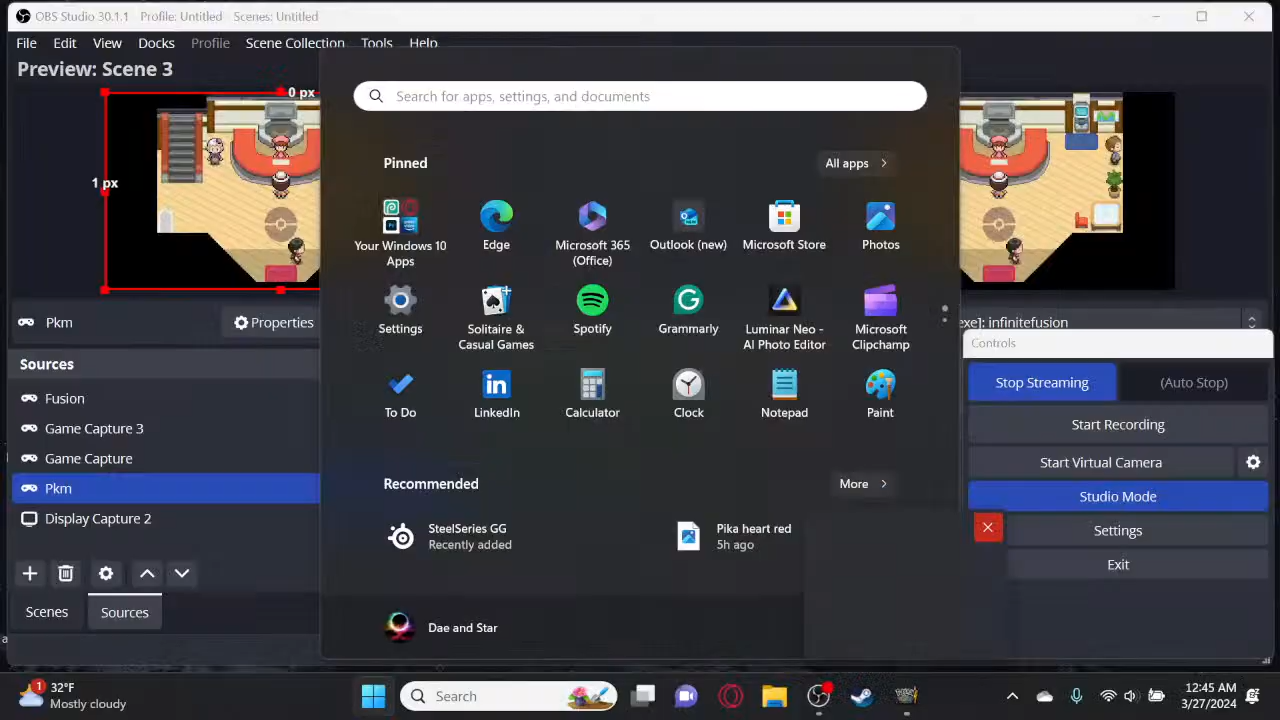 OBS Studio 30.1.1 - Profile: Untitled - Scenes: Untitled
File Edit View Docks Profile Scene Collection Tools Help
Preview: Scene 3
0 px
1 px
Search for apps, settings, and documents
Pinned
All apps
Your Windows 10
Apps
Edge
Microsoft 365
(Office)
Outlook (new)
Microsoft Store
Photos
Settings
Solitaire &
Casual Games
Spotify
Grammarly
Luminar Neo -
AI Photo Editor
Microsoft
Clipchamp
To Do
LinkedIn
Calculator
Clock
Notepad
Paint
Recommended
More
SteelSeries GG
Recently added
Pika heart red
5h ago
Dae and Star
Pkm
Properties
exe]: infinitefusion
Sources
Fusion
Game Capture 3
Game Capture
Pkm
Display Capture 2
Scenes
Sources
Controls
Stop Streaming
(Auto Stop)
Start Recording
Start Virtual Camera
Studio Mode
Settings
Exit
1
32°F
Mostly cloudy
Search
12:45 AM
3/27/2024